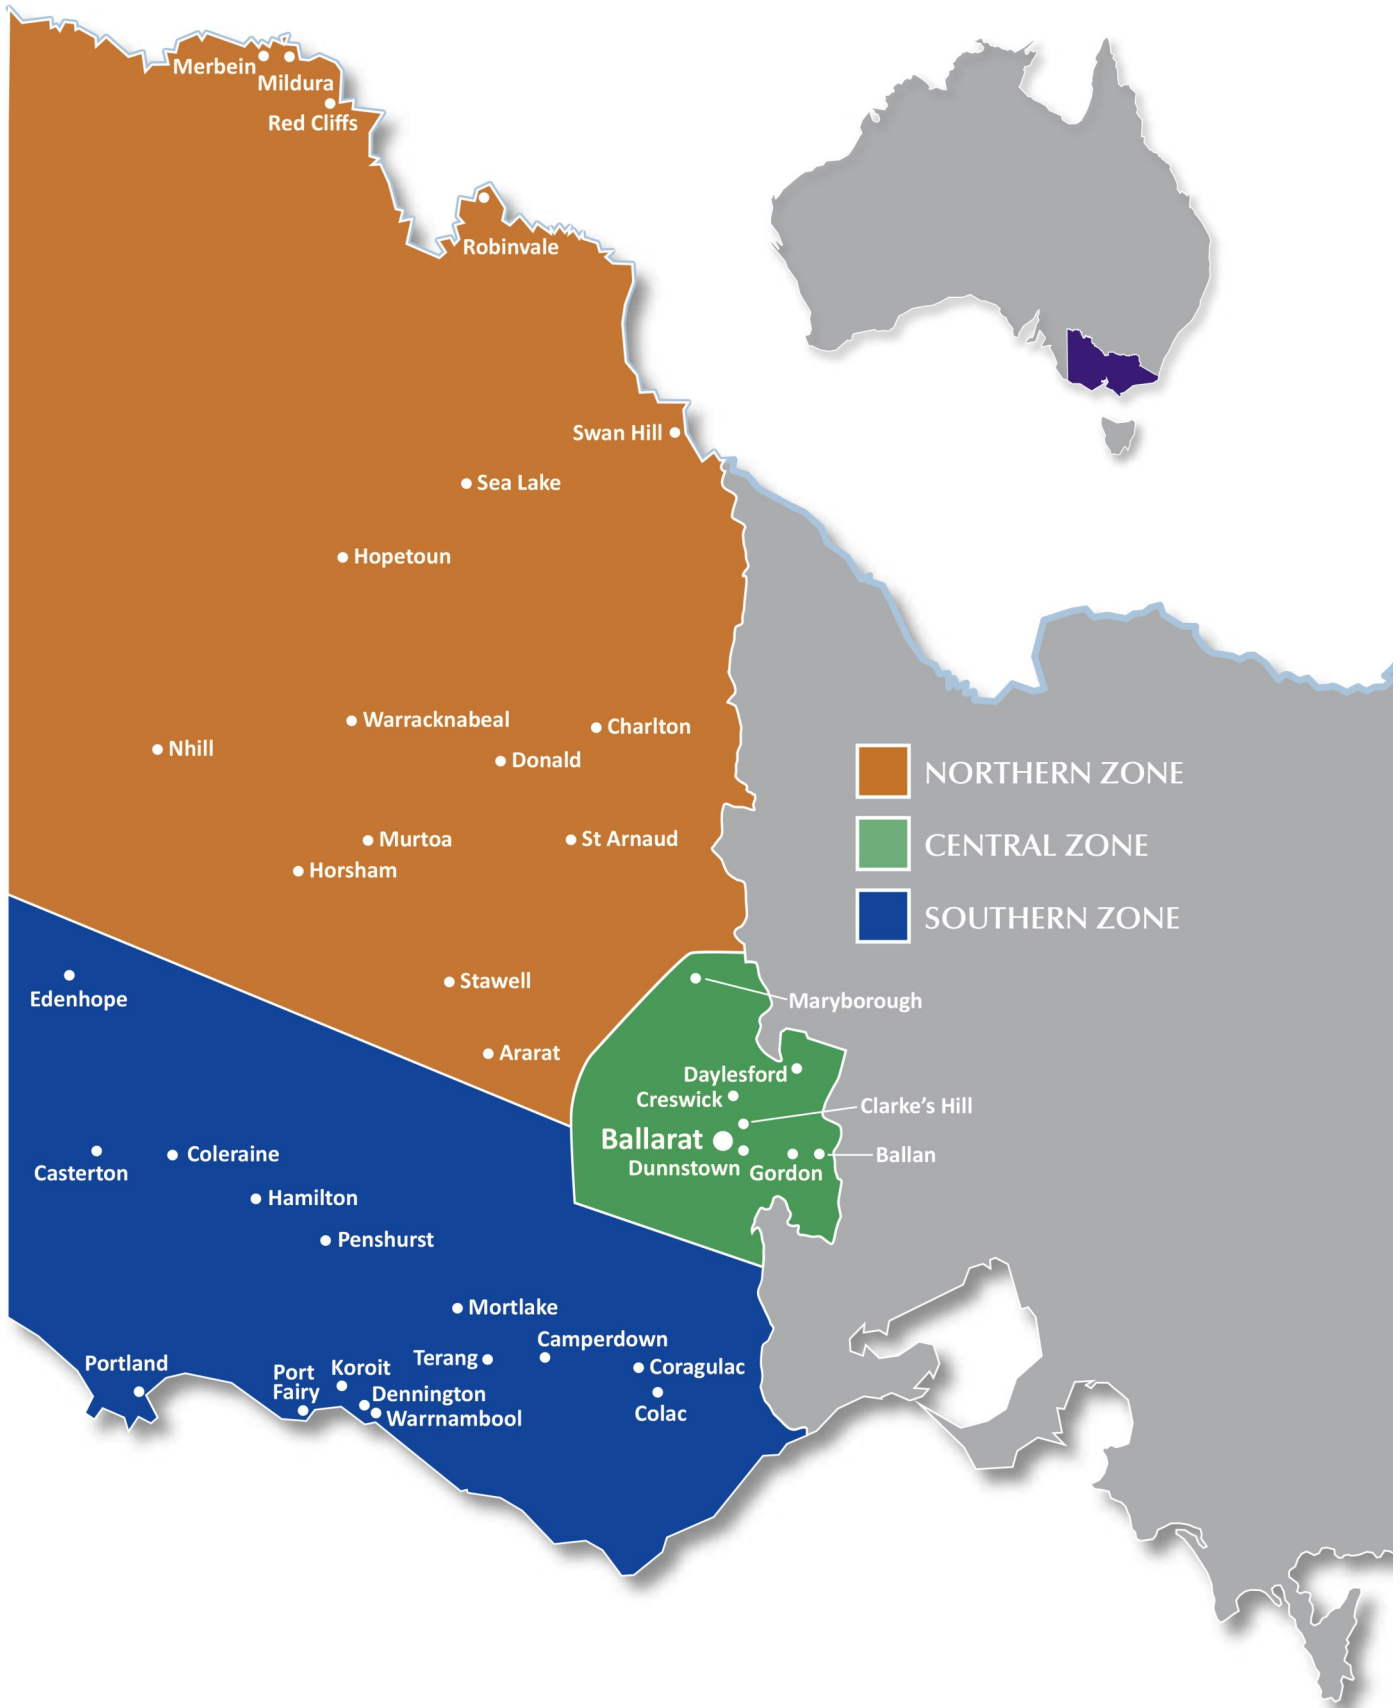 Merbein
Mildura
Red Cliffs
Robinvale
Swan Hill
Sea Lake
Hopetoun
Warracknabeal
Charlton
Nhill
Donald
NORTHERN ZONE
Murtoa
St Arnaud
CENTRAL ZONE
Horsham
SOUTHERN ZONE
Stawell
Edenhope
Maryborough
Ararat
Daylesford
Creswick
Clarke’s Hill
Ballarat
Coleraine
Ballan
Casterton
Dunnstown
Gordon
Hamilton
Penshurst
Mortlake
Camperdown
Terang
Portland
Koroit
Coragulac
Port
Fairy
Dennington
Colac
Warrnambool